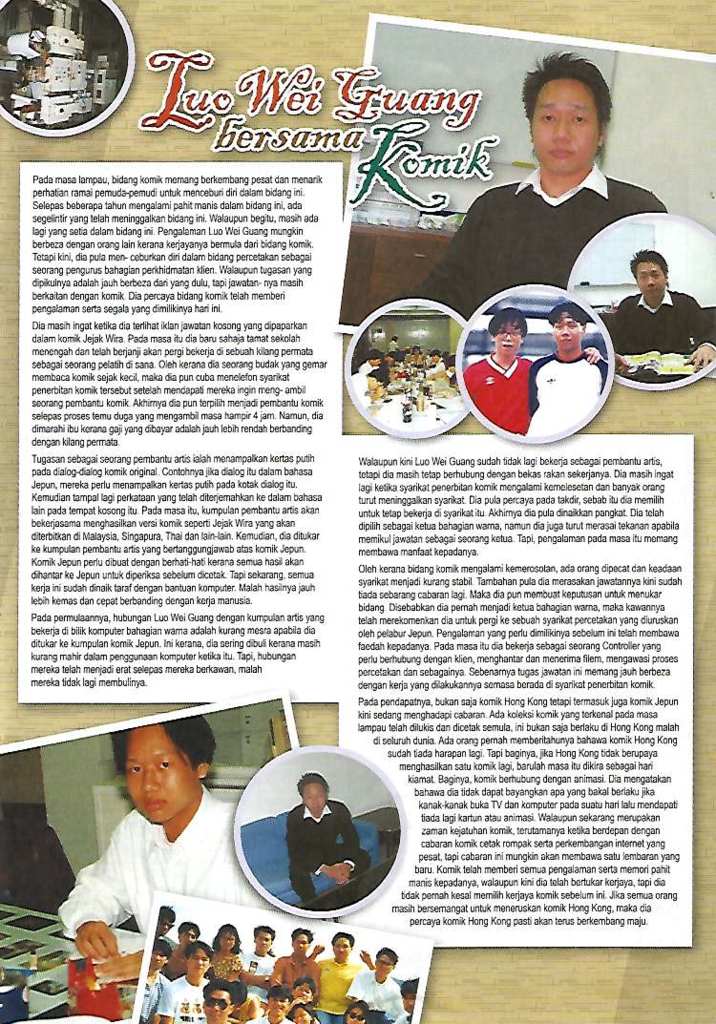 Luo Wei Guang
bersama Komik
Pada masa lampau, bidang komik memang berkembang pesat dan menarik
perhatian ramai pemuda-pemudi untuk menceburi diri dalam bidang ini.
Selepas beberapa tahun mengalami pahit manis dalam bidang ini, ada
segelintir yang telah meninggalkan bidang ini. Walaupun begitu, masih ada
lagi yang setia dalam bidang ini. Pengalaman Luo Wei Guang mungkin
berbeza dengan orang lain kerana kerjayanya bermula dari bidang komik.
Tetapi kini, dia pula men- ceburkan diri dalam bidang percetakan sebagai
seorang pengurus bahagian perkhidmatan klien. Walaupun tugasan yang
dipikulnya adalah jauh berbeza dari yang dulu, tapi jawatan- nya masih
berkaitan dengan komik. Dia percaya bidang komik telah memberi
pengalaman serta segala yang dimilikinya kini.
Dia masih ingat ketika dia terlihat iklan jawatan kosong yang dipaparkan
dalam komik Jejak Wira. Pada masa itu dia baru sahaja tamat sekolah
menengah dan telah berjanji akan pergi bekerja di sebuah kilang permata
sebagai seorang pelatih di sana. Oleh kerana dia seorang budak yang gemar
membaca komik sejak kecil, maka dia pun cuba menelefon syarikat
penerbitan komik tersebut setelah mendapati mereka ingin meng- ambil
seorang pembantu komik. Akhirnya dia pun terpilih menjadi pembantu komik
selepas proses temu duga yang mengambil masa hampir 4 jam. Namun, dia
dimarahi ibu kerana gaji yang dibayar adalah jauh lebih rendah berbanding
dengan kilang permata.
Tugasan sebagai seorang pembantu artis ialah menampalkan kertas putih
pada dialog-dialog komik original. Contohnya jika dialog itu dalam bahasa
Jepun, mereka perlu menampalkan kertas putih pada kotak dialog itu.
Kemudian tampal lagi perkataan yang telah diterjemahkan ke dalam bahasa
lain pada tempat kosong itu. Pada masa itu, kumpulan pembantu artis akan
bekerjasama menghasilkan versi komik seperti Jejak Wira yang akan
diterbitkan di Malaysia, Singapura, Thai dan lain-lain. Kemudian, dia ditukar
ke kumpulan pembantu artis yang bertanggungjawab atas komik Jepun.
Komik Jepun perlu dibuat dengan berhati-hati kerana semua hasil akan
dihantar ke Jepun untuk diperiksa sebelum dicetak. Tapi sekarang, semua
kerja ini sudah dinaik taraf dengan bantuan komputer. Malah hasilnya jauh
lebih kemas dan cepat berbanding dengan kerja manusia.
Pada permulaannya, hubungan Luo Wei Guang dengan kumpulan artis yang
bekerja di bilik komputer bahagian warna adalah kurang mesra apabila dia
ditukar ke kumpulan komik Jepun. Ini kerana, dia sering dibuli kerana masih
kurang mahir dalam penggunaan komputer ketika itu. Tapi, hubungan
mereka telah menjadi erat selepas mereka berkawan, malah
mereka tidak lagi membulinya.
Walaupun kini Luo Wei Guang sudah tidak lagi bekerja sebagai pembantu artis,
tetapi dia masih tetap berhubung dengan bekas rakan sekerjanya. Dia masih ingat
lagi ketika syarikat penerbitan komik mengalami kemelesetan dan banyak orang
turut meninggalkan syarikat. Dia pula percaya pada takdir, sebab itu dia memilih
untuk tetap bekerja di syarikat itu. Akhirnya dia pula dinaikkan pangkat. Dia telah
dipilih sebagai ketua bahagian warna, namun dia juga turut merasai tekanan apabila
memikul jawatan sebagai seorang ketua. Tapi, pengalaman pada masa itu memang
membawa manfaat kepadanya.
Oleh kerana bidang komik mengalami kemerosotan, ada orang dipecat dan keadaan
syarikat menjadi kurang stabil. Tambahan pula dia merasakan jawatannya kini sudah
tiada sebarang cabaran lagi. Maka dia pun membuat keputusan untuk menukar
bidang. Disebabkan dia pernah menjadi ketua bahagian warna, maka kawannya
telah merekomenkan dia untuk pergi ke sebuah syarikat percetakan yang diuruskan
oleh pelabur Jepun. Pengalaman yang perlu dimilikinya sebelum ini telah membawa
faedah kepadanya. Pada masa itu dia bekerja sebagai seorang Controller yang
perlu berhubung dengan klien, menghantar dan menerima filem, mengawasi proses
percetakan dan sebagainya. Sebenarnya tugas jawatan ini memang jauh berbeza
dengan kerja yang dilakukannya semasa berada di syarikat penerbitan komik.
Pada pendapatnya, bukan saja komik Hong Kong tetapi termasuk juga komik Jepun
kini sedang menghadapi cabaran. Ada koleksi komik yang terkenal pada masa
lampau telah dilukis dan dicetak semula, ini bukan saja berlaku di Hong Kong malah
di seluruh dunia. Ada orang pernah memberitahu bahawa komik Hong Kong
sudah tiada harapan lagi. Tapi baginya, jika Hong Kong tidak berupaya
menghasilkan satu komik lagi, barulah masa itu dikira sebagai hari
kiamat. Baginya, komik berhubung dengan animasi. Dia mengatakan
bahawa dia tidak dapat bayangkan apa yang bakal berlaku jika
kanak-kanak buka TV dan komputer pada suatu hari lalu mendapati
tiada lagi kartun atau animasi. Walaupun sekarang merupakan
zaman kejatuhan komik, terutamanya ketika berdepan dengan
cabaran komik cetak rompak serta perkembangan internet yang
pesat, tapi cabaran ini mungkin akan membawa satu lembaran yang
baru. Komik telah memberi semua pengalaman serta memori pahit
manis kepadanya, walaupun kini dia telah bertukar kerjaya, tapi dia
tidak pernah kesal memilih kerjaya komik sebelum ini. Jika semua orang
masih bersemangat untuk meneruskan komik Hong Kong, maka dia
percaya komik Hong Kong pasti akan terus berkembang maju.